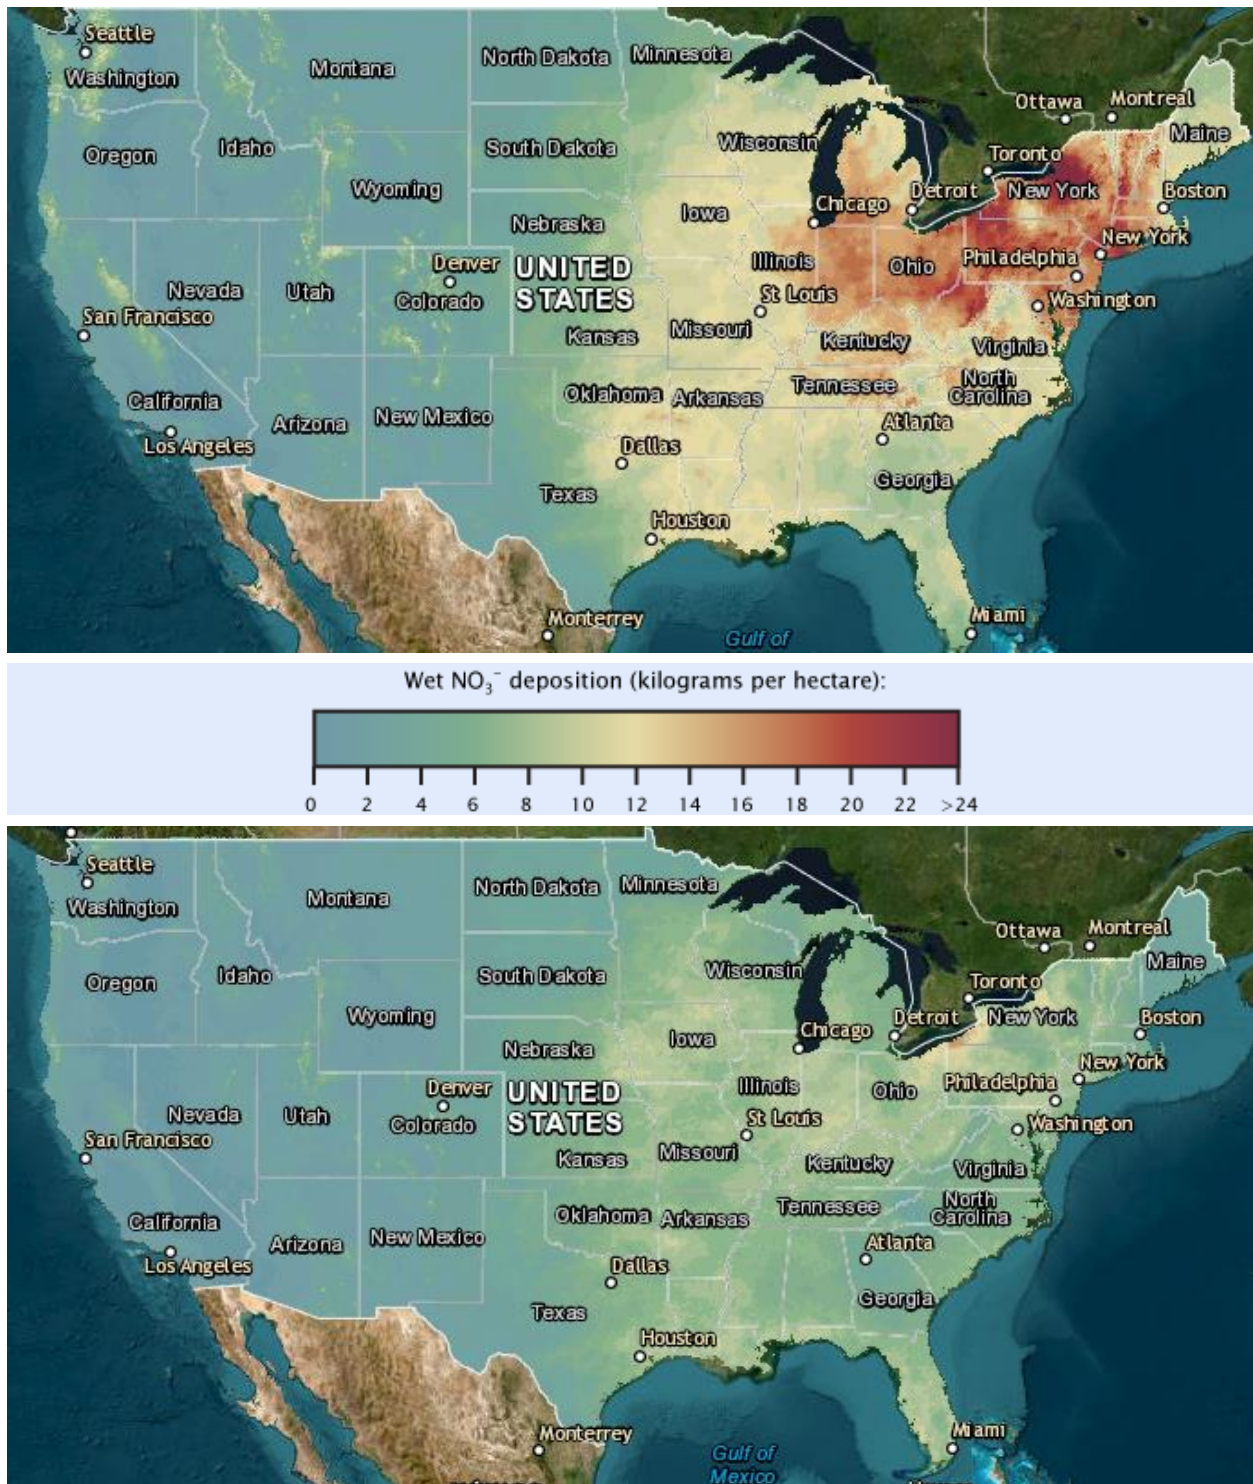 Seattle
Washington
Montana
North Dakota
Minnesota
Ottawa
Montreal
Maine
Oregon
Idaho
South Dakota
Wisconsin
Toronto
Wyoming
Detroit
New York
Boston
Nebraska
Iowa
Chicago
New York
Denver
UNITED
STATES
Illinois
Ohio
Philadelphia
Nevada
Utah
Colorado
St Louis
Washington
San Francisco
Kansas
Missouri
Kentucky
Virginia
California
Oklahoma
Arkansas
Tennessee
North
Carolina
Arizona
New Mexico
Atlanta
Los Angeles
Dallas
Texas
Georgia
Houston
Monterrey
Miami
Gulf of
Wet NO₃⁻ deposition (kilograms per hectare):
0 2 4 6 8 10 12 14 16 18 20 22 >24
Seattle
Washington
Montana
North Dakota
Minnesota
Ottawa
Montreal
Maine
Oregon
Idaho
South Dakota
Wisconsin
Toronto
Wyoming
Detroit
New York
Boston
Nebraska
Iowa
Chicago
New York
Denver
UNITED
STATES
Illinois
Ohio
Philadelphia
Nevada
Utah
Colorado
St Louis
Washington
San Francisco
Kansas
Missouri
Kentucky
Virginia
California
Oklahoma
Arkansas
Tennessee
North
Carolina
Arizona
New Mexico
Atlanta
Los Angeles
Dallas
Texas
Georgia
Houston
Monterrey
Miami
Gulf of
Mexico